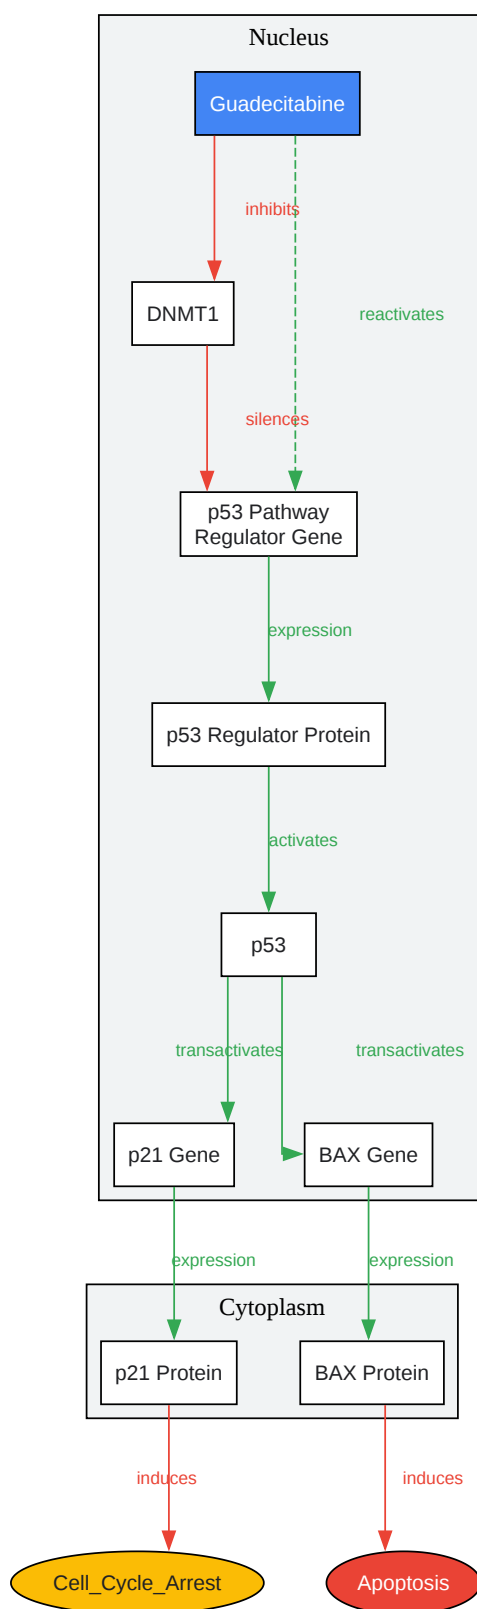 Nucleus
Guadecitabine
inhibits
DNMT1
reactivates
silences
p53 Pathway
Regulator Gene
expression
p53 Regulator Protein
activates
p53
transactivates
transactivates
p21 Gene
BAX Gene
expression
expression
Cytoplasm
p21 Protein
BAX Protein
induces
induces
Cell_Cycle_Arrest
Apoptosis